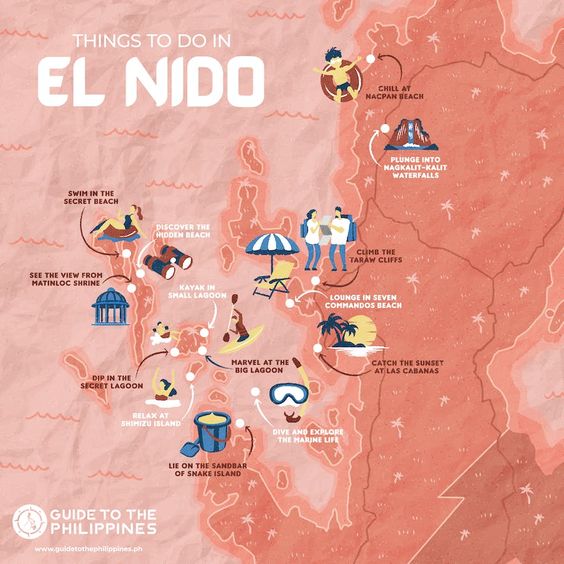 THINGS TO DO IN
EL NIDO
CHILL AT
NACPAN BEACH
PLUNGE INTO
NAGKALIT-KALIT
WATERFALLS
SWIM IN THE
SECRET BEACH
DISCOVER THE
HIDDEN BEACH
CLIMB THE
TARAW CLIFFS
SEE THE VIEW FROM
MATINLOC SHRINE
KAYAK IN
SMALL LAGOON
LOUNGE IN SEVEN
COMMANDOS BEACH
MARVEL AT THE
BIG LAGOON
CATCH THE SUNSET
AT LAS CABANAS
DIP IN THE
SECRET LAGOON
RELAX AT
SHIMIZU ISLAND
DIVE AND EXPLORE
THE MARINE LIFE
LIE ON THE SANDBAR
OF SNAKE ISLAND
GUIDE TO THE
PHILIPPINES
www.guidetothephilippines.ph